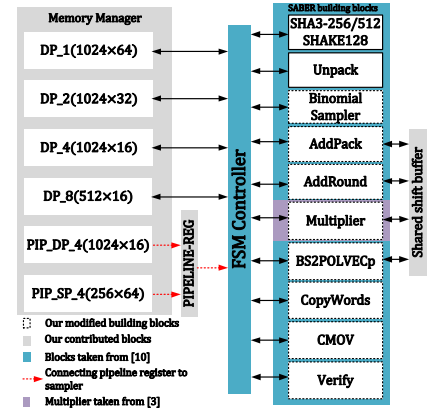 Memory Manager
DP_1(1024×64)
DP_2(1024×32)
DP_4(1024×16)
DP_8(512×16)
PIP_DP_4(1024×16)
PIP_SP_4(256×64)
PIPELINE-REG
FSM Controller
SABER building blocks
SHA3-256/512
SHAKE128
Unpack
Binomial
Sampler
AddPack
AddRound
Multiplier
BS2POLVECp
CopyWords
CMOV
Verify
Shared shift buffer
Our modified building blocks
Our contributed blocks
Blocks taken from [10]
Connecting pipeline register to
sampler
Multiplier taken from [3]